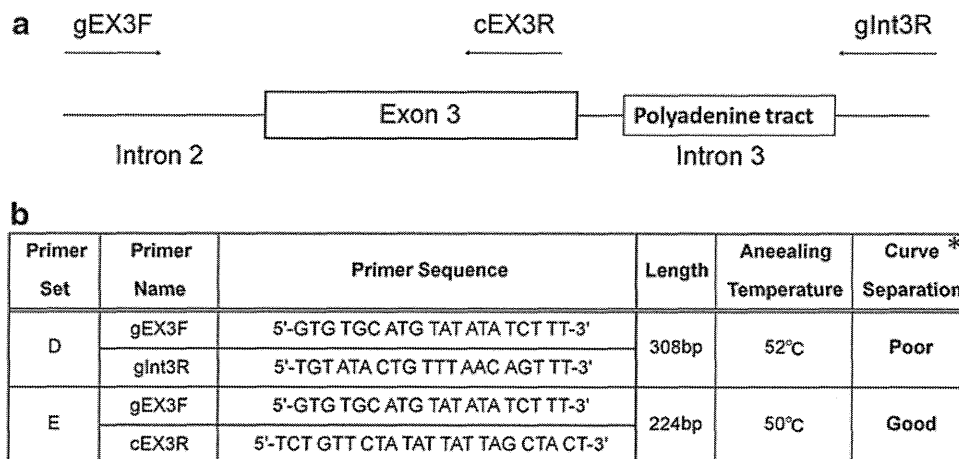 a
gEX3F cEX3R gInt3R
Exon 3 Polyadenine tract
Intron 2 Intron 3
b
Primer Set Primer Name Primer Sequence Length Aneealing Temperature Curve * Separation
D gEX3F 5'-GTG TGC ATG TAT ATA TCT TT-3' 308bp 52°C Poor
gInt3R 5'-TGT ATA CTG TTT AAC AGT TT-3'
E gEX3F 5'-GTG TGC ATG TAT ATA TCT TT-3' 224bp 50°C Good
cEX3R 5'-TCT GTT CTA TAT TAT TAG CTA CT-3'